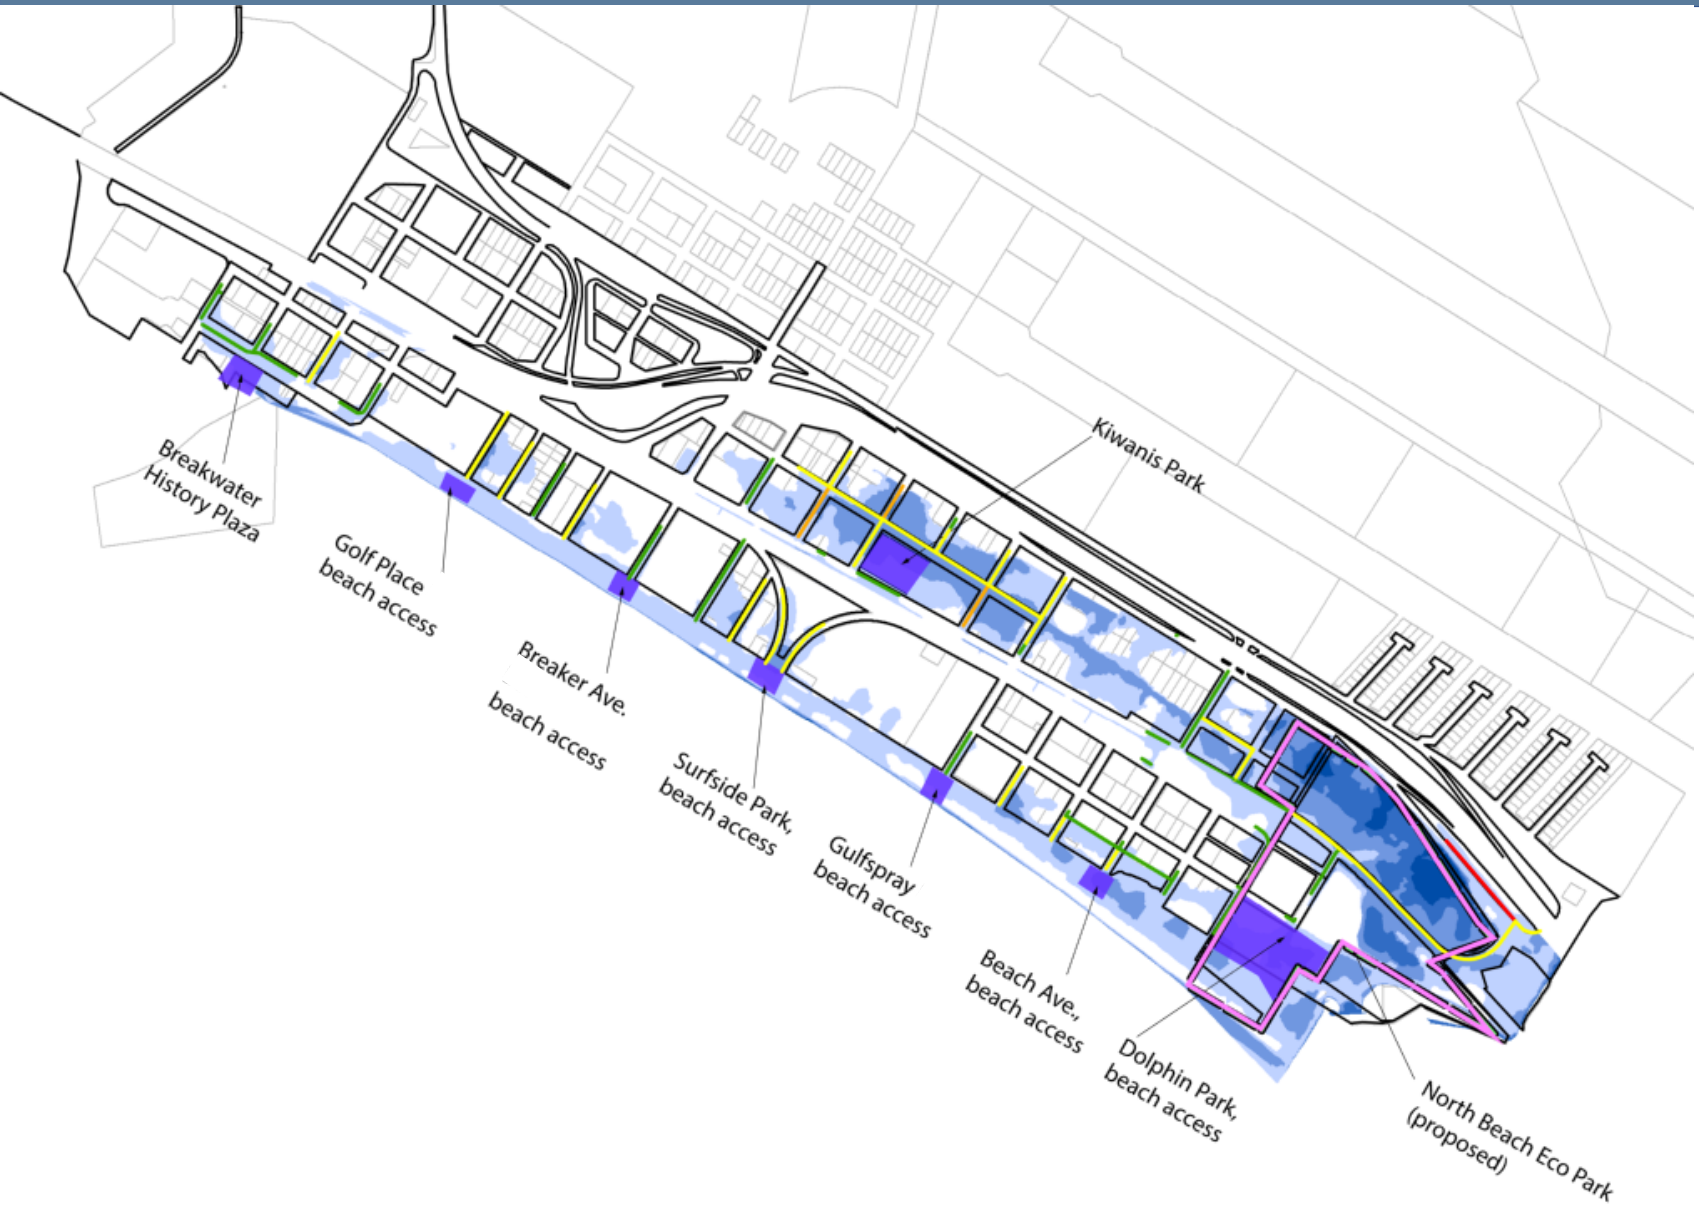 Breakwater
History Plaza
Golf Place
beach access
Breaker Ave.
beach access
Surfside Park,
beach access
Gulfspray
beach access
Beach Ave.,
beach access
Dolphin Park,
beach access
North Beach Eco Park
(proposed)
Kiwanis Park